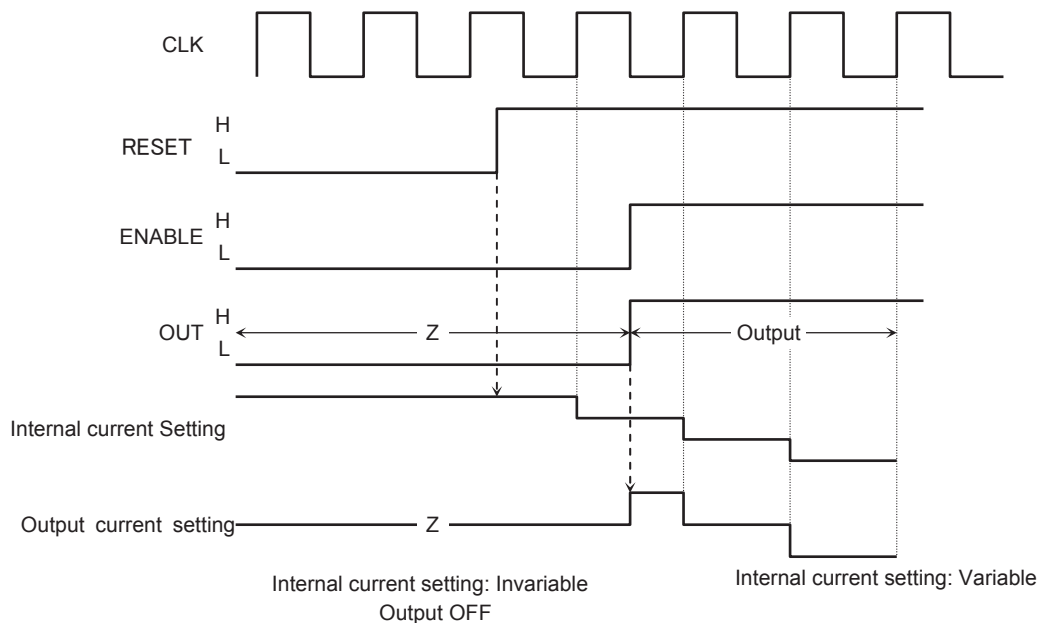 CLK
H
RESET
L
H
ENABLE
L
H
OUT
Z
Output
L
Internal current Setting
Output current setting
Z
Internal current setting: Invariable
Output OFF
Internal current setting: Variable